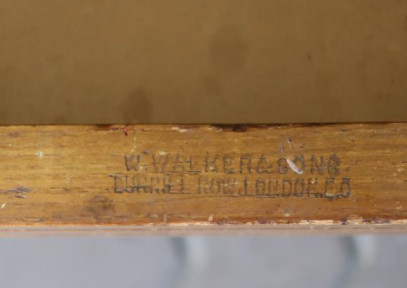 W. WALKER & SONS.
BUNHILL ROW. LONDON. E.C